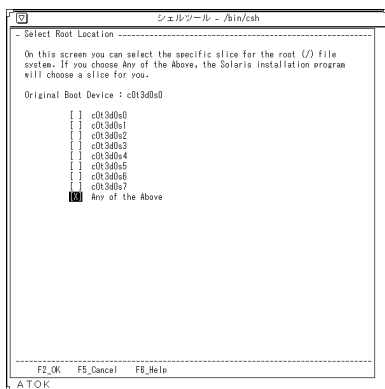 シェルツール - /bin/csh
- Select Root Location -
On this screen you can select the specific slice for the root (/) file
system. If you choose Any of the Above, the Solaris installation program
will choose a slice for you.
Original Boot Device : c0t3d0s0
[ ] c0t3d0s0
[ ] c0t3d0s1
[ ] c0t3d0s2
[ ] c0t3d0s3
[ ] c0t3d0s4
[ ] c0t3d0s5
[ ] c0t3d0s6
[ ] c0t3d0s7
[X] Any of the Above
F2_OK F5_Cancel F6_Help
ATOK